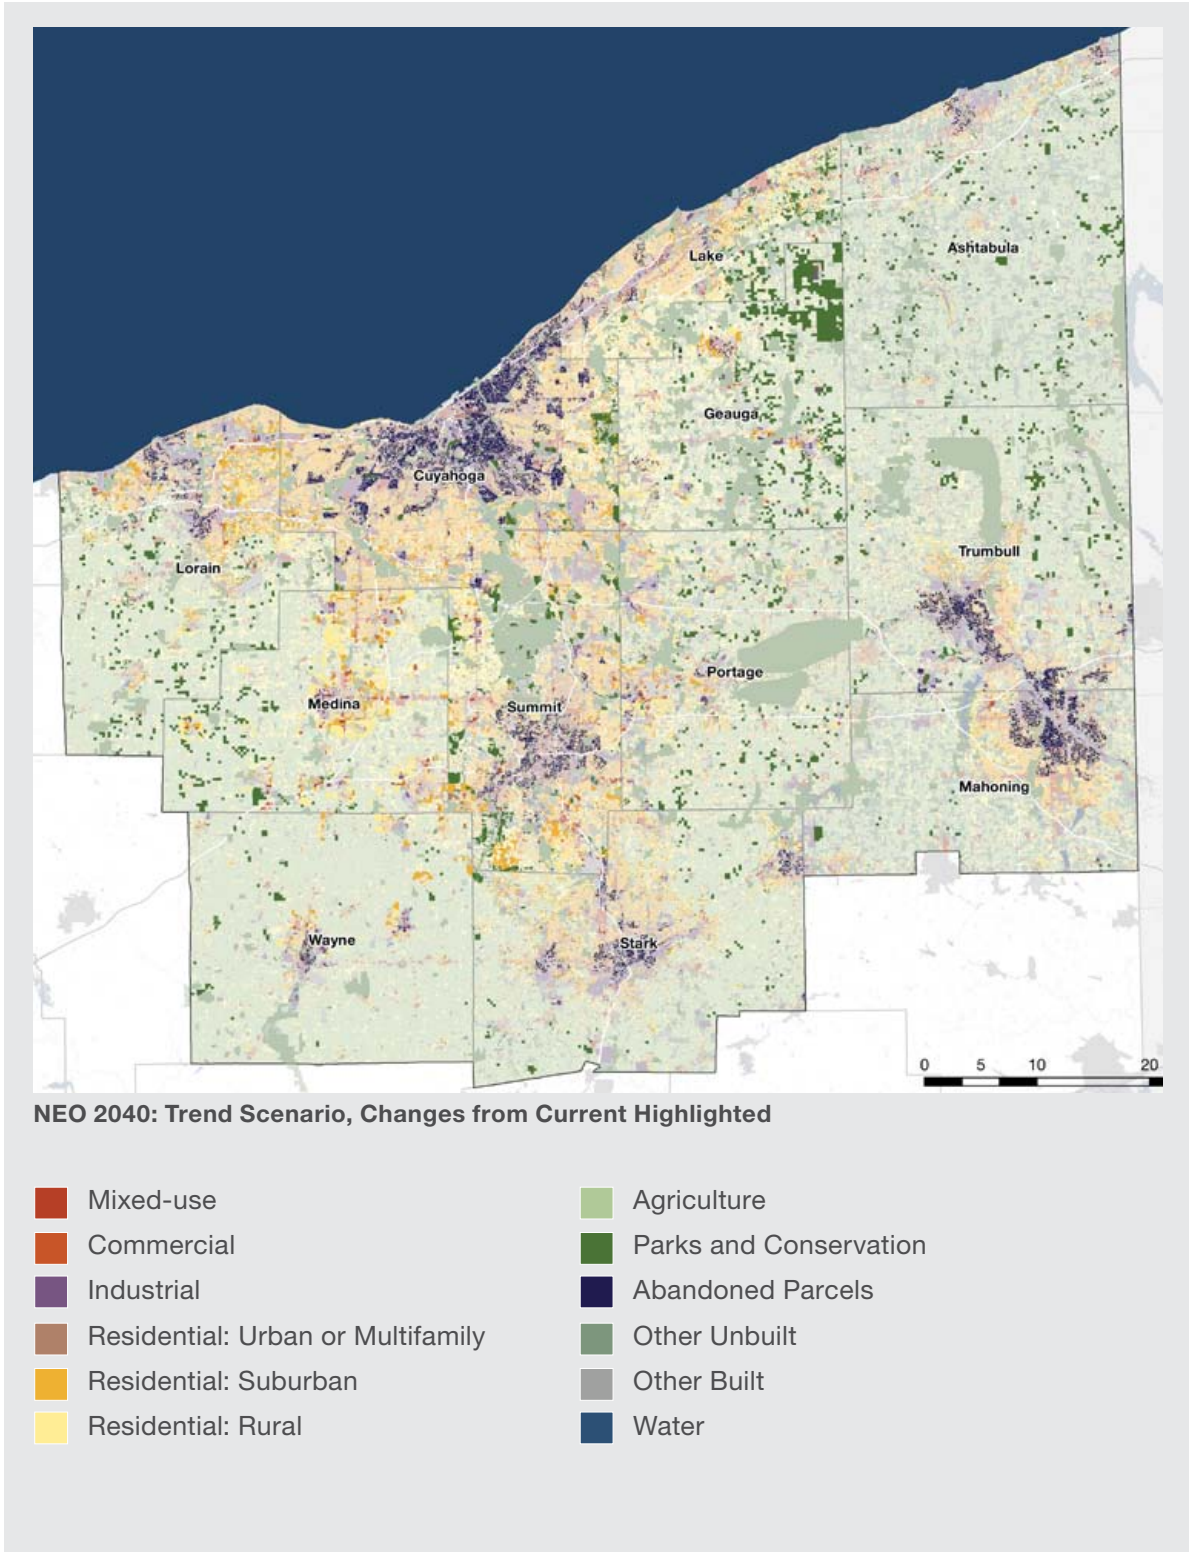 Ashtabula
Lake
Geauga
Cuyahoga
Trumbull
Lorain
Portage
Medina
Summit
Mahoning
Wayne
Stark
0 5 10 20
NEO 2040: Trend Scenario, Changes from Current Highlighted
Mixed-use
Commercial
Industrial
Residential: Urban or Multifamily
Residential: Suburban
Residential: Rural
Agriculture
Parks and Conservation
Abandoned Parcels
Other Unbuilt
Other Built
Water